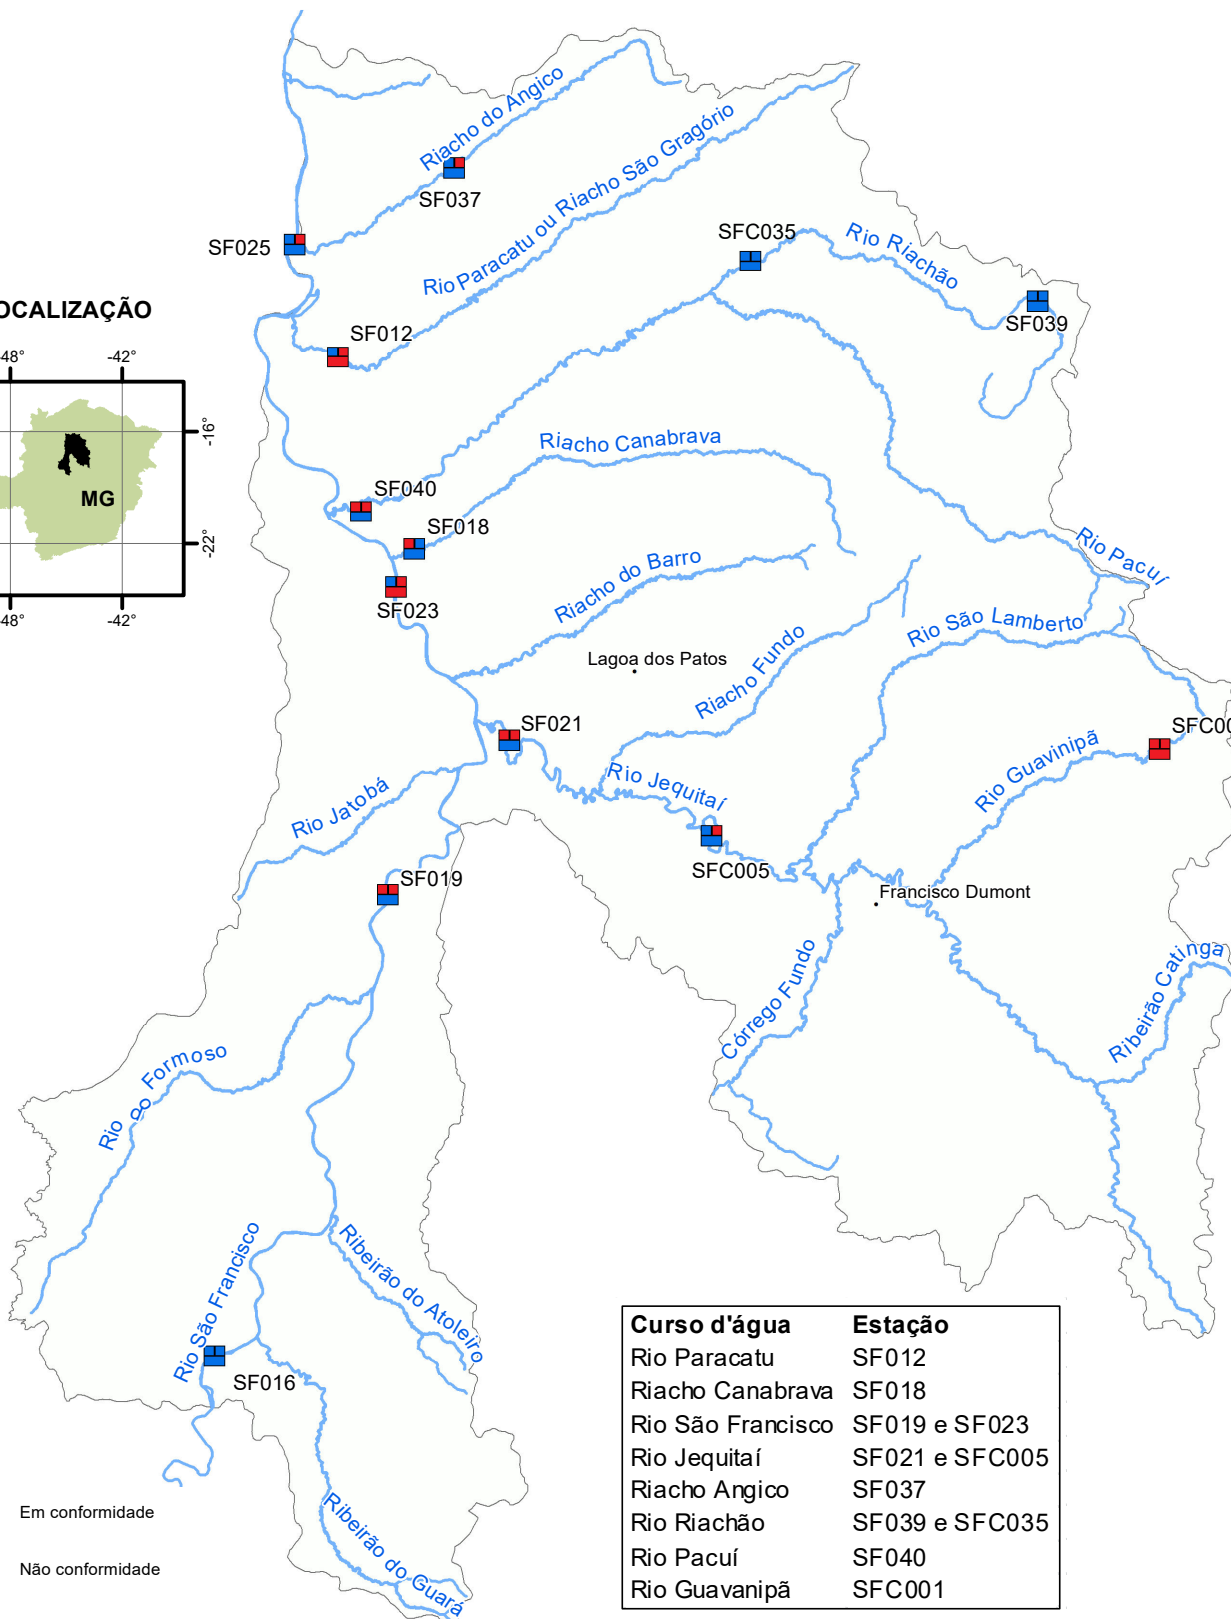 Riacho do Angico
SF037
Rio Paracatu ou Riacho São Gragório
SF025
SFC035
Rio Riachão
SF039
OCALIZAÇÃO
SF012
48°
-42°
-16°
MG
-22°
48°
-42°
Riacho Canabrava
SF040
SF018
SF023
Riacho do Barro
Rio Pacuí
Rio São Lamberto
Lagoa dos Patos
Riacho Fundo
SF021
SFC00
Rio Guavinipã
Rio Jequitaí
Rio Jatobá
SFC005
SF019
Francisco Dumont
Córrego Fundo
Ribeirão Catinga
Rio Do Formoso
Rio São Francisco
Ribeirão do Atoleiro
SF016
Ribeirão do Guará
Em conformidade
Não conformidade
Curso d'água Estação
Rio Paracatu SF012
Riacho Canabrava SF018
Rio São Francisco SF019 e SF023
Rio Jequitaí SF021 e SFC005
Riacho Angico SF037
Rio Riachão SF039 e SFC035
Rio Pacuí SF040
Rio Guavanipã SFC001